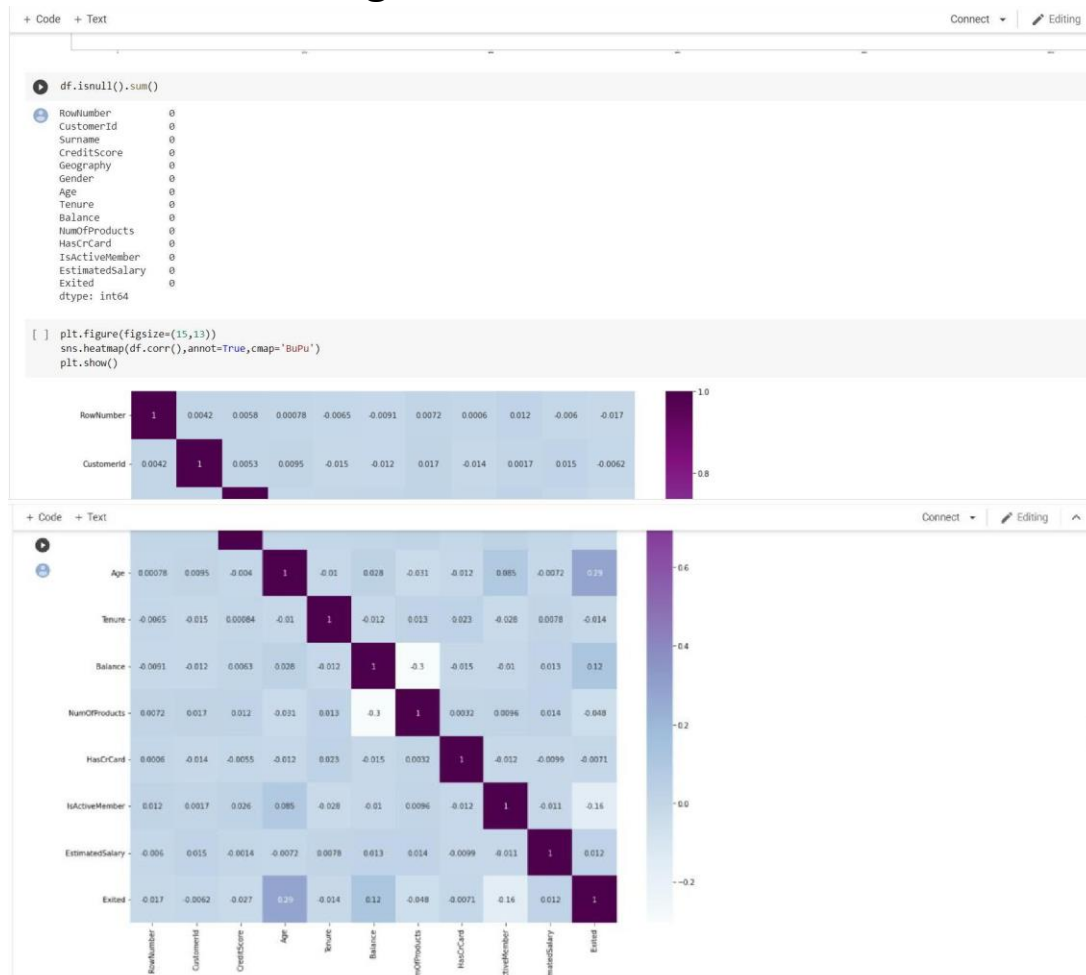 + Code + Text Connect Editing
df.isnull().sum()
RowNumber 0
CustomerId 0
Surname 0
CreditScore 0
Geography 0
Gender 0
Age 0
Tenure 0
Balance 0
NumOfProducts 0
HasCrCard 0
IsActiveMember 0
EstimatedSalary 0
Exited 0
dtype: int64
[ ] plt.figure(figsize=(15,13))
sns.heatmap(df.corr(),annot=True,cmap='BuPu')
plt.show()
1.0
RowNumber 1 0.0042 0.0058 0.00078 -0.0065 -0.0091 0.0072 0.0006 0.012 -0.006 -0.017
CustomerId 0.0042 1 0.0053 0.0095 -0.015 -0.012 0.017 -0.014 0.0017 0.015 -0.0062
0.8
+ Code + Text Connect Editing
0.6
Age 0.00078 0.0095 -0.004 1 -0.01 0.028 -0.031 -0.012 0.085 -0.0072 0.29
Tenure -0.0065 -0.015 0.00084 -0.01 1 -0.012 0.013 0.023 -0.028 0.0078 -0.014
0.4
Balance -0.0091 -0.012 0.0063 0.028 -0.012 1 -0.3 -0.015 -0.01 0.013 0.12
NumOfProducts 0.0072 0.017 0.012 -0.031 0.013 -0.3 1 0.0032 0.0096 0.014 -0.048
0.2
HasCrCard 0.0006 -0.014 -0.0055 -0.012 0.023 -0.015 0.0032 1 -0.012 -0.0099 -0.0071
IsActiveMember 0.012 0.0017 0.026 0.085 -0.028 -0.01 0.0096 -0.012 1 -0.011 -0.16
0.0
EstimatedSalary -0.006 0.015 -0.0014 -0.0072 0.0078 0.013 0.014 -0.0099 -0.011 1 0.012
-0.2
Exited -0.017 -0.0062 -0.027 0.29 -0.014 0.12 -0.048 -0.0071 -0.16 0.012 1
RowNumber
CustomerId
CreditScore
Age
Tenure
Balance
mOfProducts
HasCrCard
ctiveMember
matedSalary
Exited